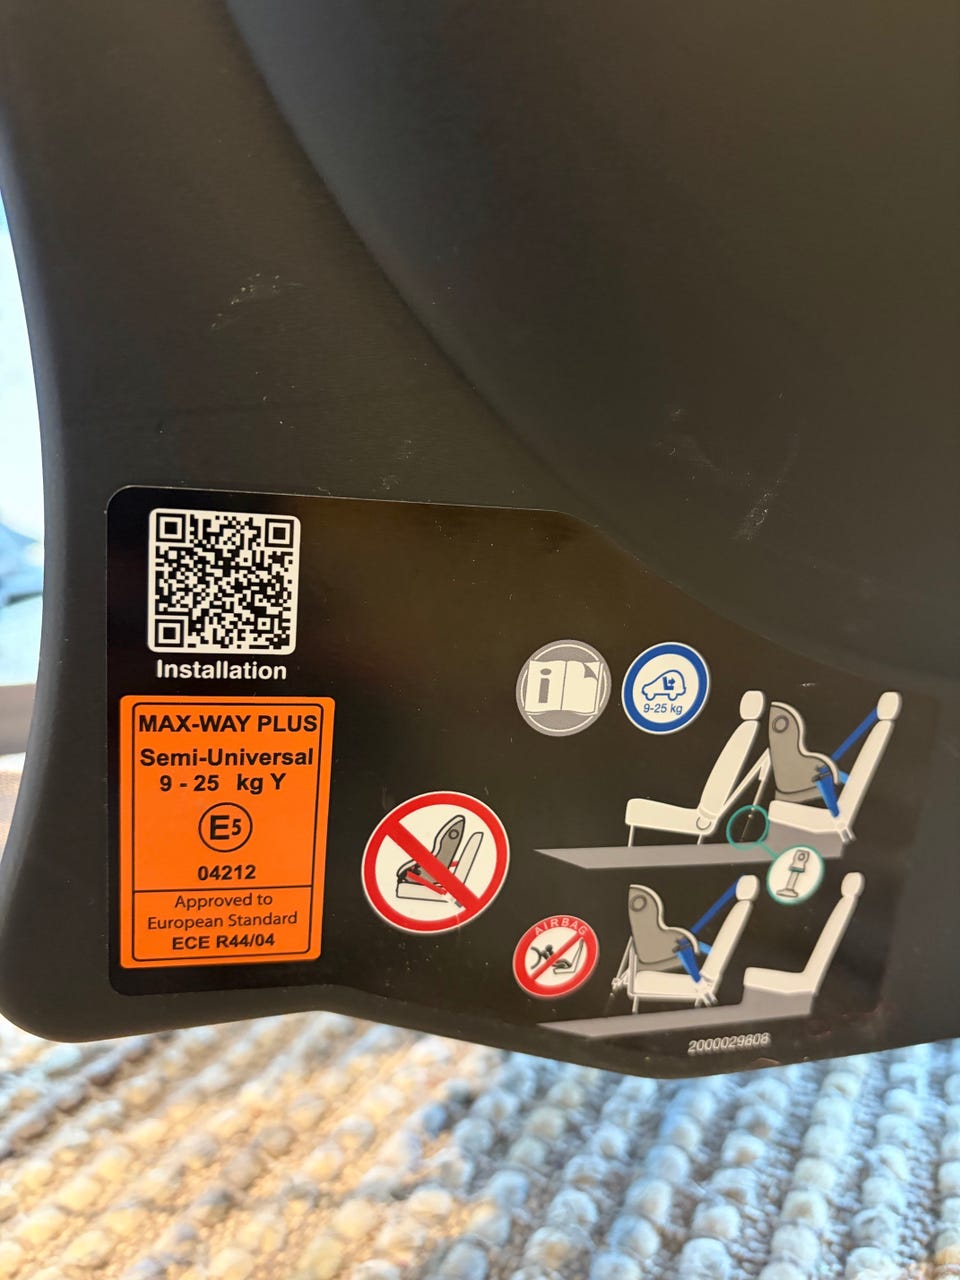 Installation
MAX-WAY PLUS
Semi-Universal
9 - 25 kg Y
E5
04212
Approved to
European Standard
ECE R44/04
i
9-25 kg
AIRBAG
2000029808